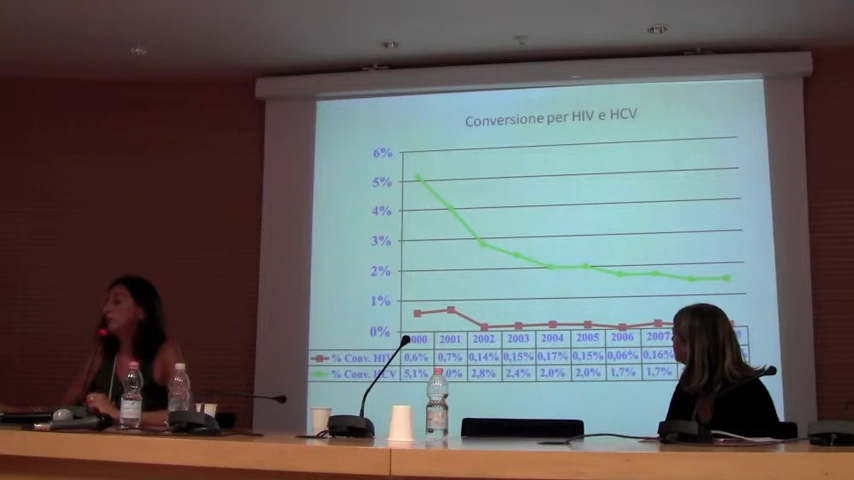 Conversione per HIV e HCV
6%
5%
4%
3%
2%
1%
0%
2001 2002 2003 2004 2005 2006 2007
% Conv. HIV 0,6% 0,7% 0,14% 0,15% 0,17% 0,15% 0,06% 0,16%
% Conv. HCV 5,1% 2,8% 2,4% 2,0% 2,0% 1,7% 1,7%